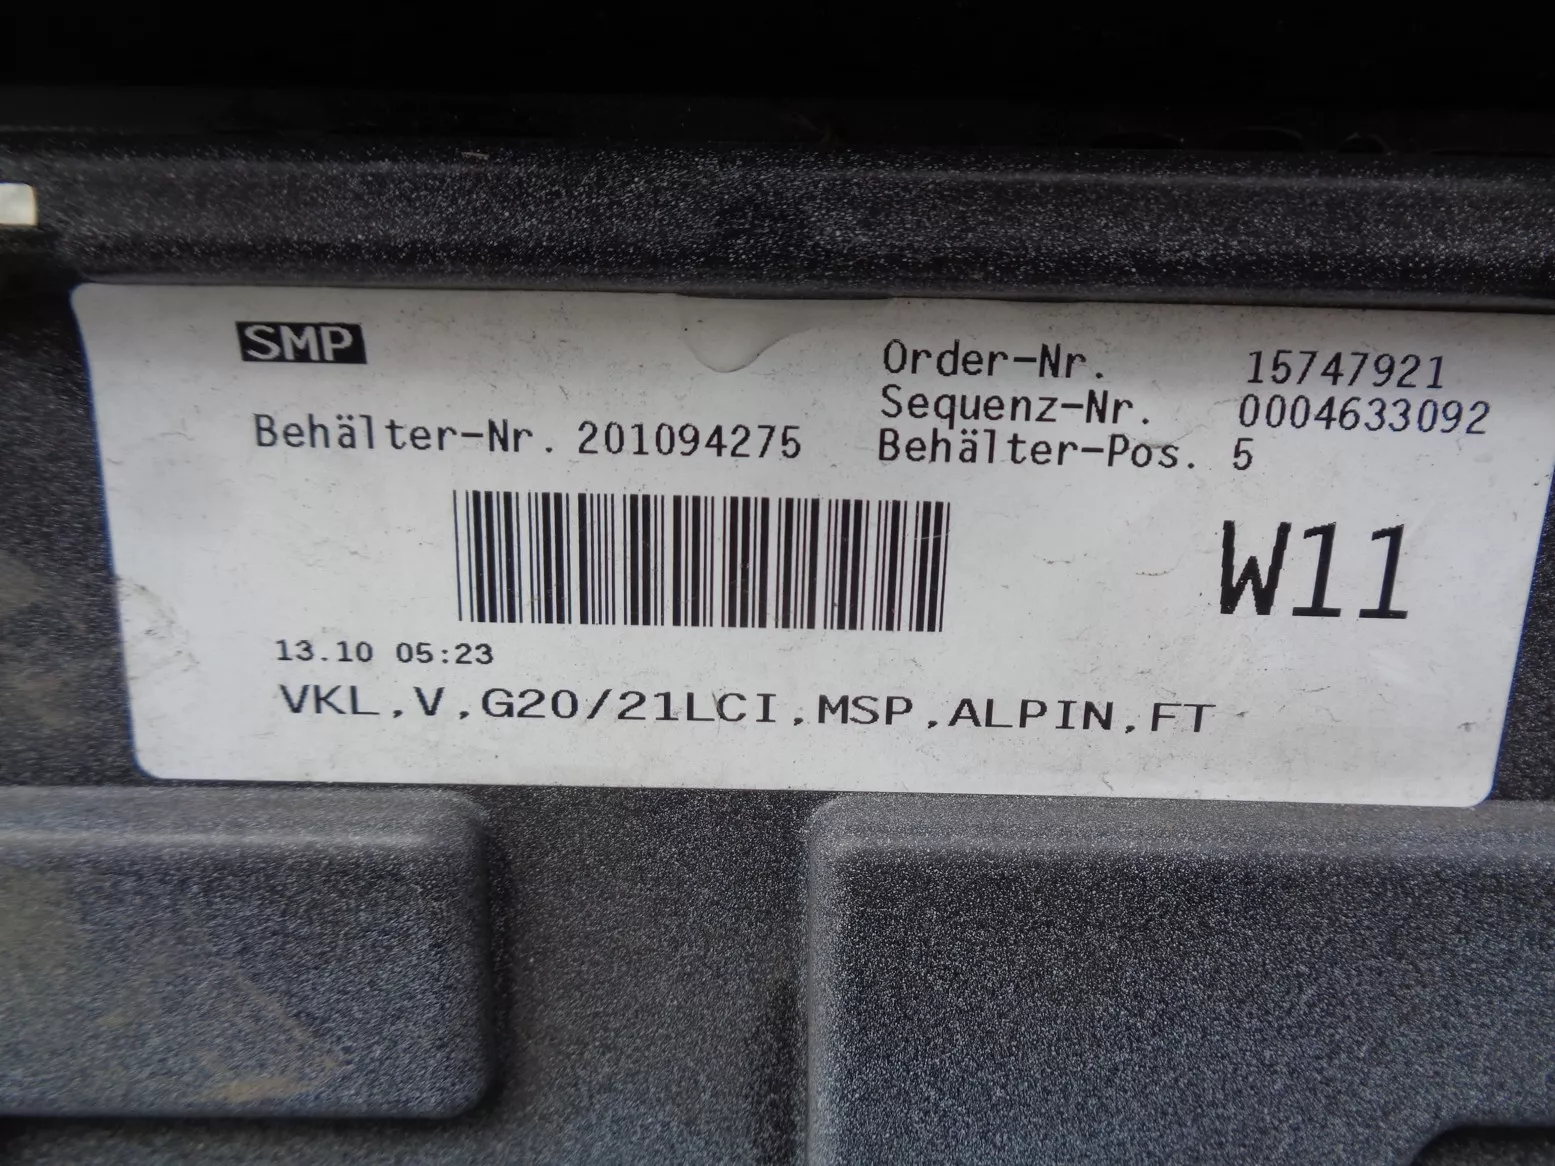 SMP
Order-Nr. 15747921
Sequenz-Nr. 0004633092
Behälter-Nr. 201094275
Behälter-Pos. 5
W11
13.10 05:23
VKL,V,G20/21LCI,MSP,ALPIN,FT